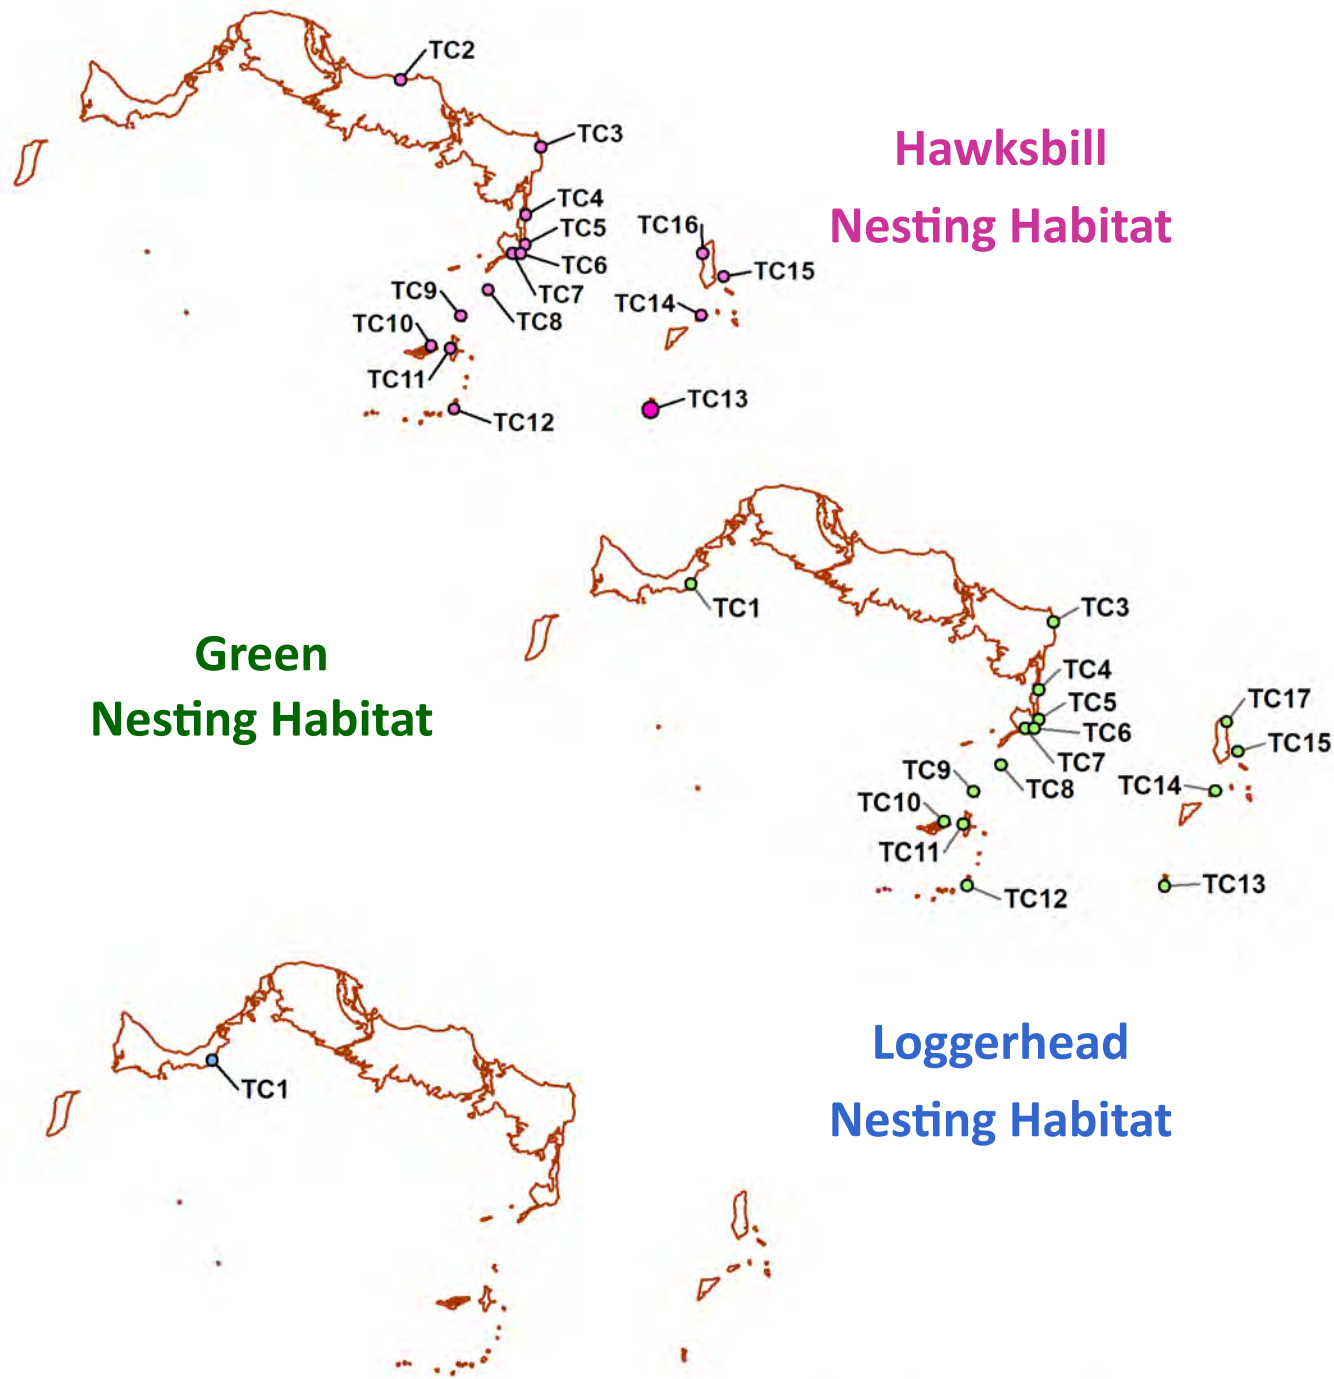 TC2
TC3
TC4
TC5
TC6
TC7
TC8
TC9
TC10
TC11
TC12
TC16
TC15
TC14
TC13
Hawksbill
Nesting Habitat
Green
Nesting Habitat
TC1
TC3
TC4
TC5
TC6
TC7
TC8
TC9
TC10
TC11
TC12
TC17
TC15
TC14
TC13
TC1
Loggerhead
Nesting Habitat